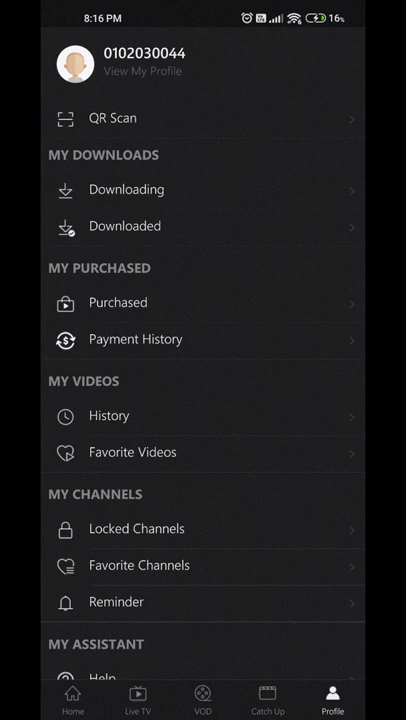 8:16 PM
16%
0102030044
View My Profile
QR Scan
MY DOWNLOADS
Downloading
Downloaded
MY PURCHASED
Purchased
Payment History
MY VIDEOS
History
Favorite Videos
MY CHANNELS
Locked Channels
Favorite Channels
Reminder
MY ASSISTANT
Help
Home
Live TV
VOD
Catch Up
Profile